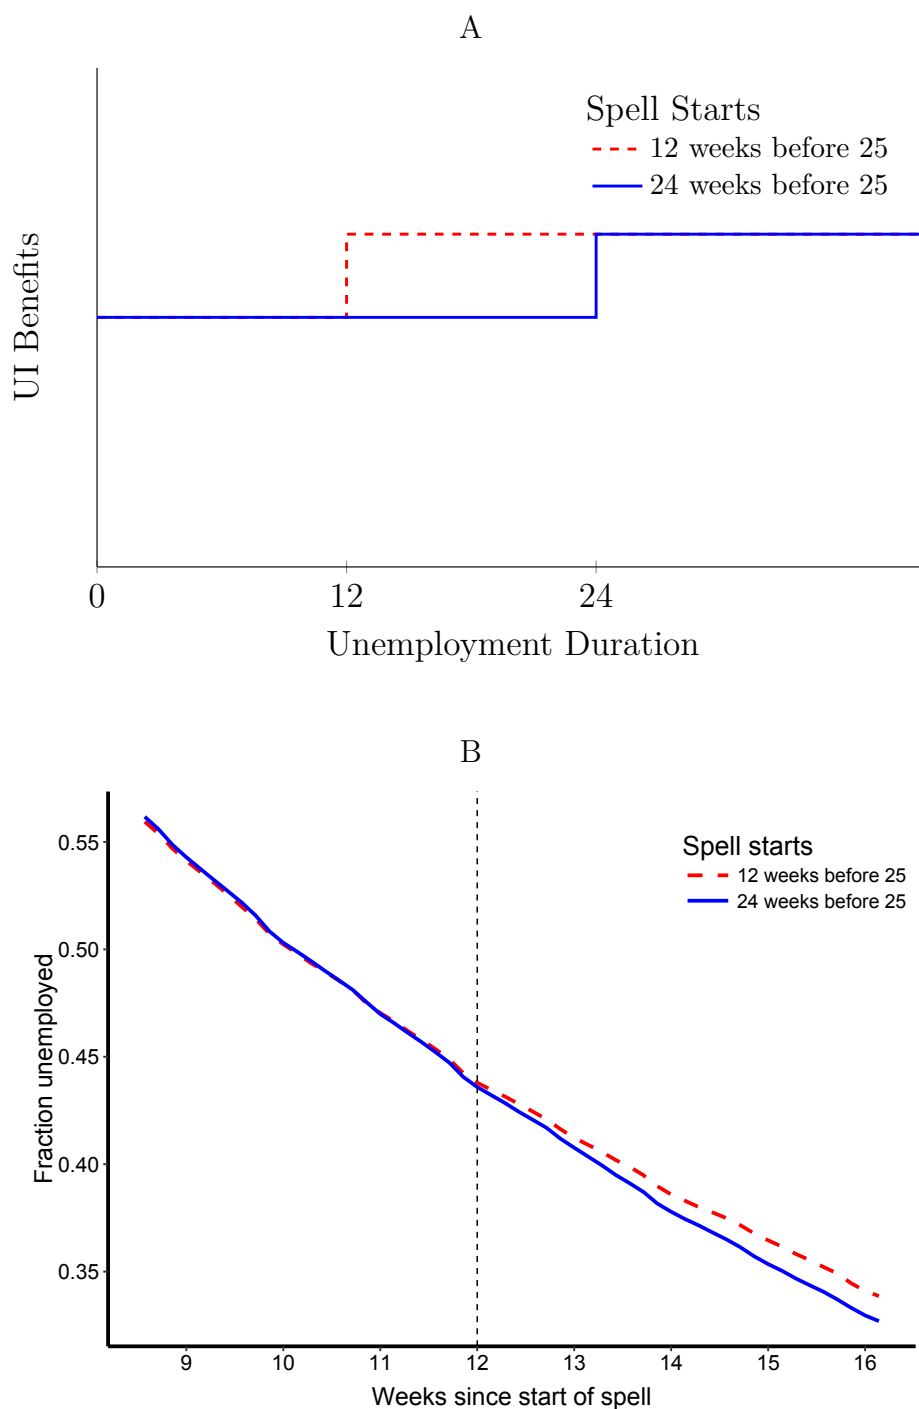 A
Spell Starts
12 weeks before 25
24 weeks before 25
UI Benefits
0 12 24
Unemployment Duration
B
Spell starts
12 weeks before 25
24 weeks before 25
Fraction unemployed
0.55
0.50
0.45
0.40
0.35
9 10 11 12 13 14 15 16
Weeks since start of spell